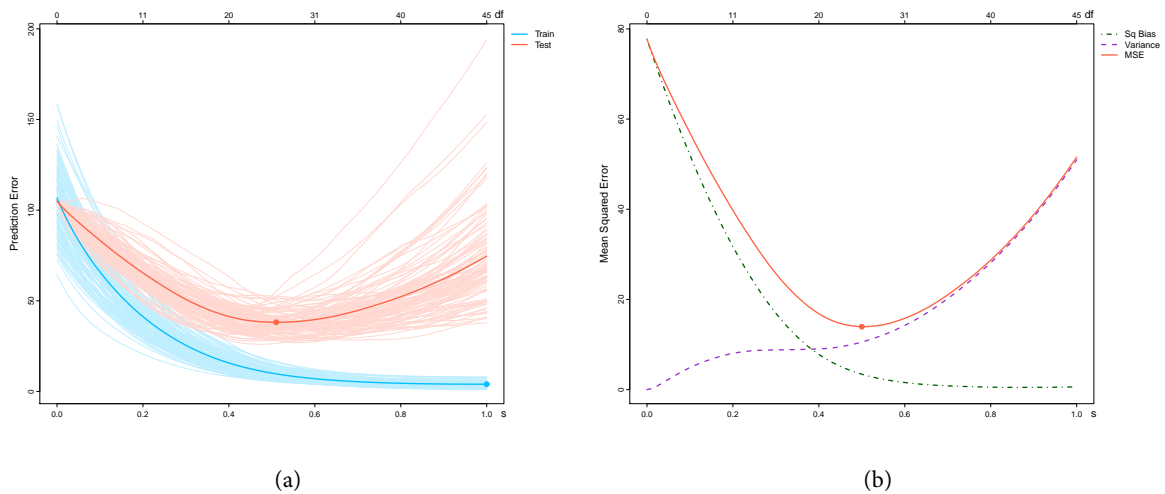 0 11 20 31 40 45 df
Train
Test
Prediction Error
0 50 100 150 200
0.0 0.2 0.4 0.6 0.8 1.0 s
(a)
0 11 20 31 40 45 df
Sq Bias
Variance
MSE
Mean Squared Error
0 20 40 60 80
0.0 0.2 0.4 0.6 0.8 1.0 s
(b)